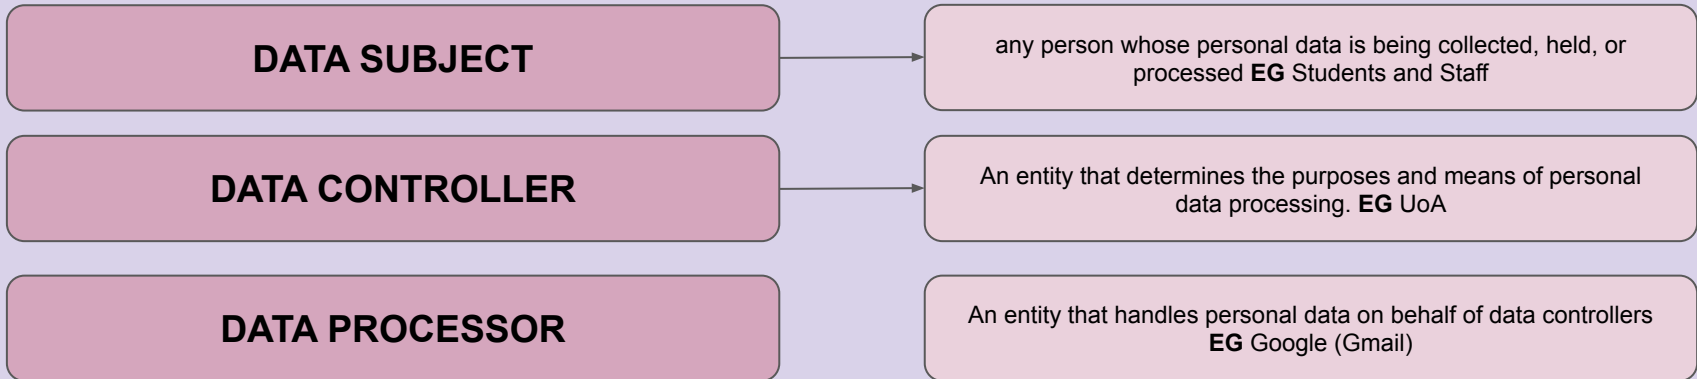 DATA SUBJECT
any person whose personal data is being collected, held, or
processed EG Students and Staff
DATA CONTROLLER
An entity that determines the purposes and means of personal
data processing. EG UoA
DATA PROCESSOR
An entity that handles personal data on behalf of data controllers
EG Google (Gmail)